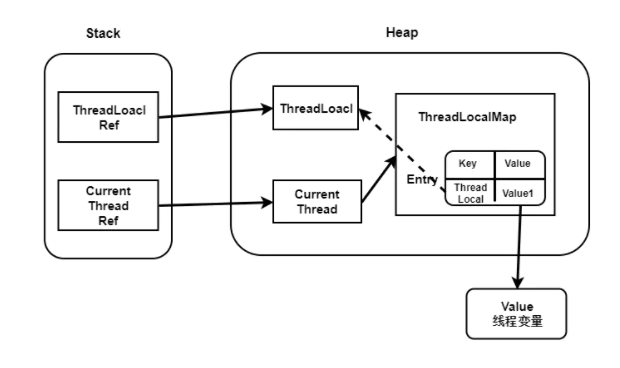 Stack
Heap
ThreadLoacl
Ref
ThreadLoacl
ThreadLocalMap
Key
Value
Entry
Thread
Local
Value1
Current
Thread
Ref
Current
Thread
Value
线程变量